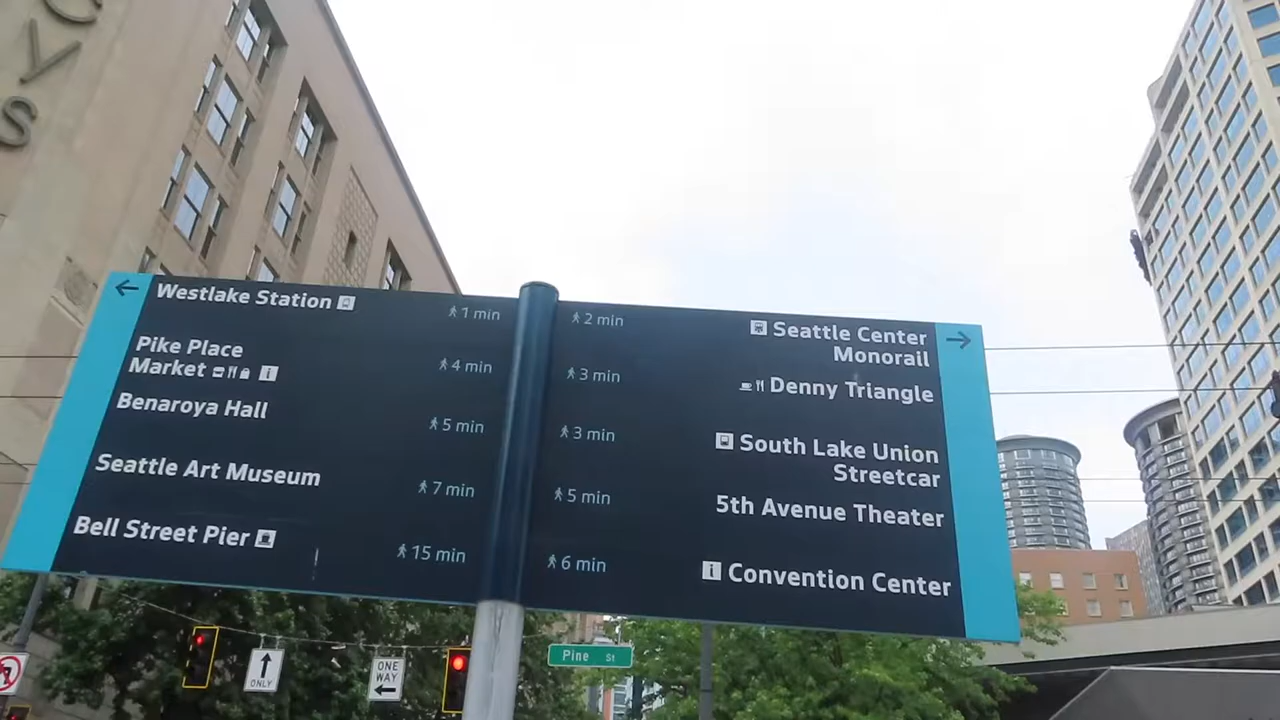 C
Y
S
← Westlake Station 1 min
Pike Place
Market 4 min
Benaroya Hall 5 min
Seattle Art Museum 7 min
Bell Street Pier 15 min
2 min Seattle Center →
Monorail
3 min Denny Triangle
3 min South Lake Union
Streetcar
5 min 5th Avenue Theater
6 min Convention Center
ONLY
ONE
WAY
Pine St